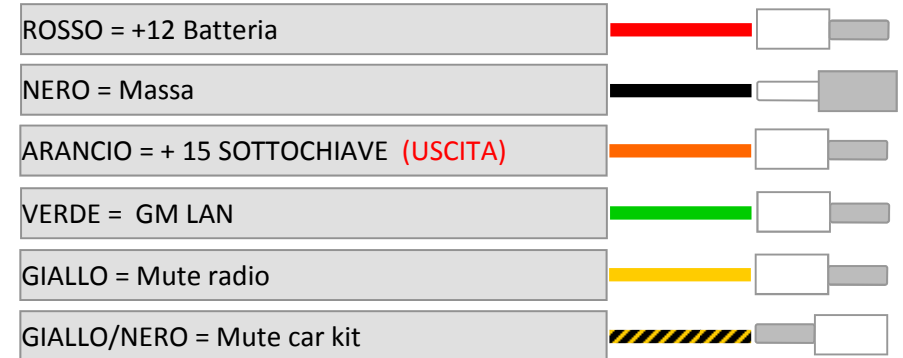 ROSSO = +12 Batteria
NERO = Massa
ARANCIO = + 15 SOTTOCHIAVE (USCITA)
VERDE = GM LAN
GIALLO = Mute radio
GIALLO/NERO = Mute car kit